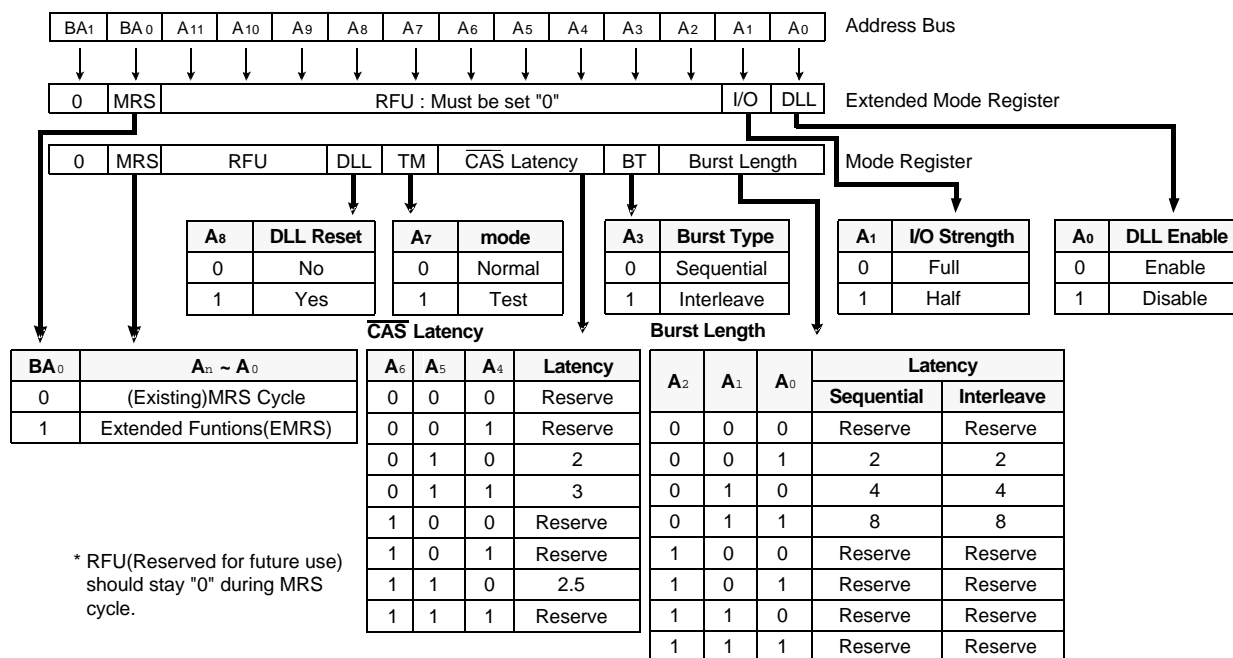 BA1 BA0 A11 A10 A9 A8 A7 A6 A5 A4 A3 A2 A1 A0 Address Bus
0 MRS RFU : Must be set "0" I/O DLL Extended Mode Register
0 MRS RFU DLL TM CAS Latency BT Burst Length Mode Register
A8 DLL Reset
0 No
1 Yes
A7 mode
0 Normal
1 Test
A3 Burst Type
0 Sequential
1 Interleave
A1 I/O Strength
0 Full
1 Half
A0 DLL Enable
0 Enable
1 Disable
BA0 An ~ A0
0 (Existing)MRS Cycle
1 Extended Funtions(EMRS)
* RFU(Reserved for future use)
should stay "0" during MRS
cycle.
CAS Latency
A6 A5 A4 Latency
0 0 0 Reserve
0 0 1 Reserve
0 1 0 2
0 1 1 3
1 0 0 Reserve
1 0 1 Reserve
1 1 0 2.5
1 1 1 Reserve
Burst Length
A2 A1 A0 Latency
Sequential Interleave
0 0 0 Reserve Reserve
0 0 1 2 2
0 1 0 4 4
0 1 1 8 8
1 0 0 Reserve Reserve
1 0 1 Reserve Reserve
1 1 0 Reserve Reserve
1 1 1 Reserve Reserve